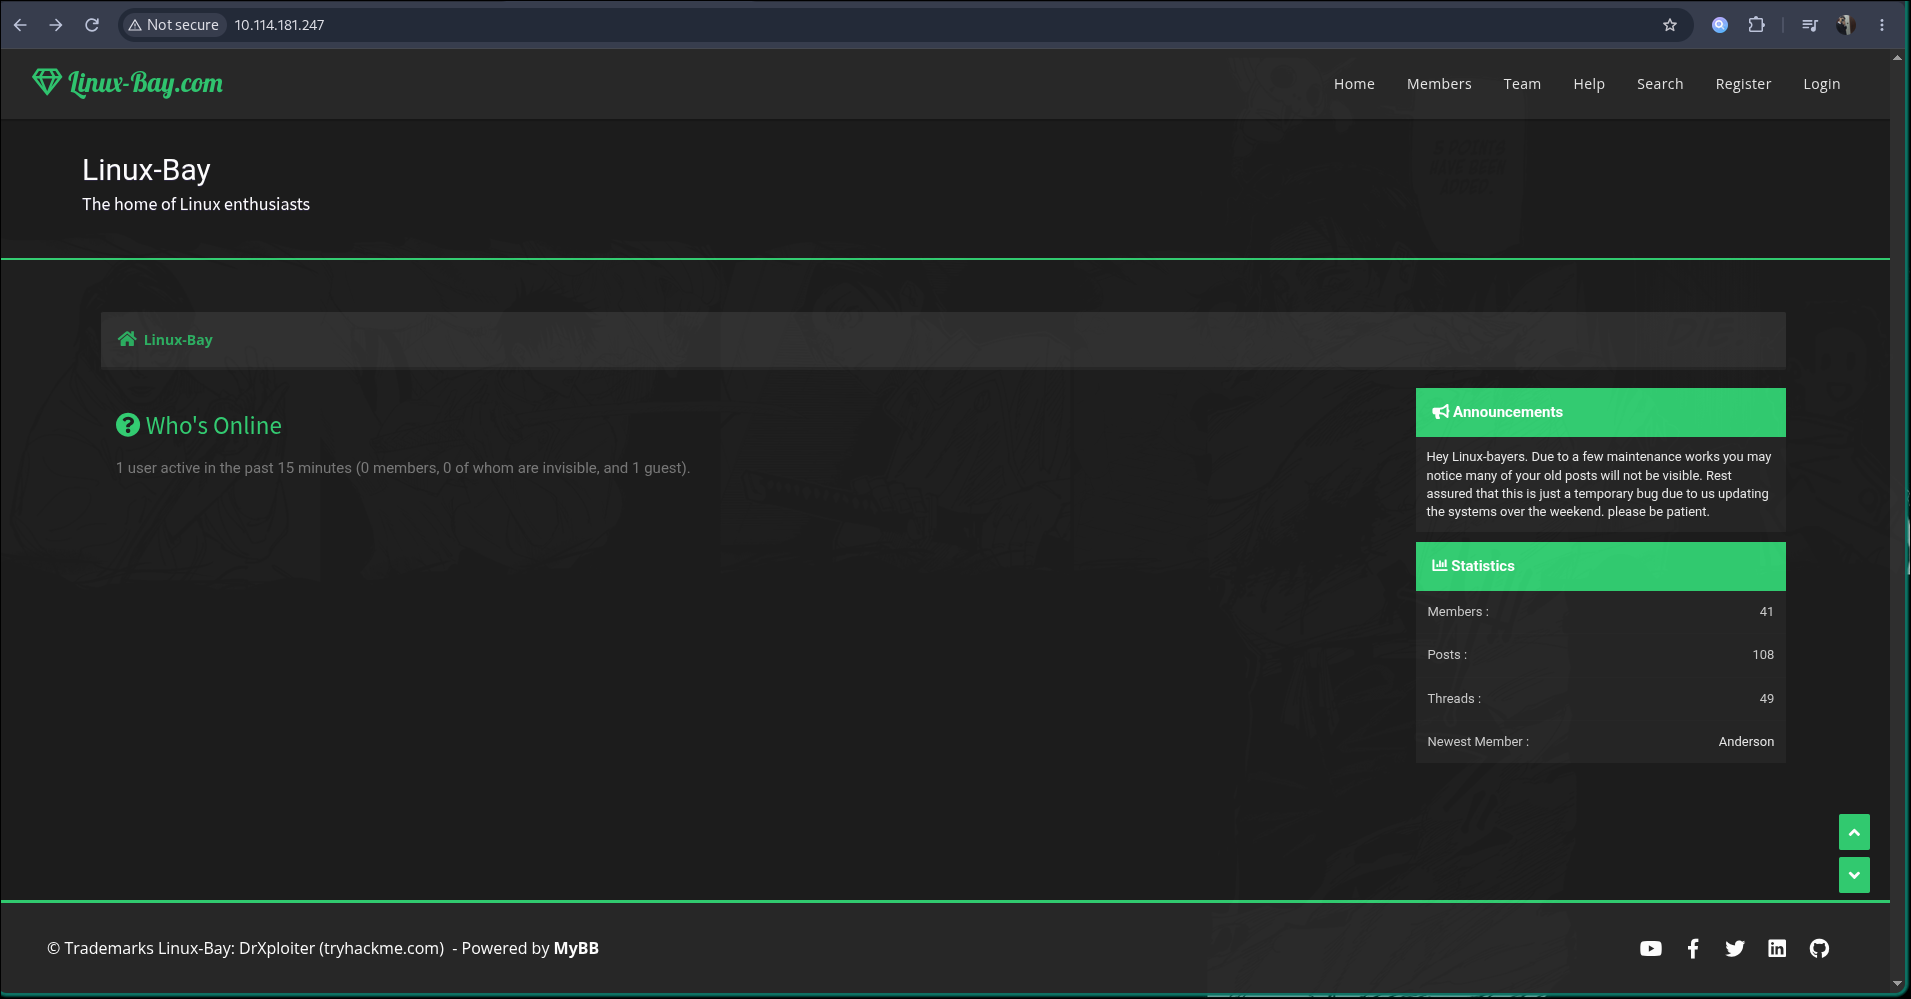 Not secure 10.114.181.247
Linux-Bay.com
Home Members Team Help Search Register Login
Linux-Bay
The home of Linux enthusiasts
Linux-Bay
Who's Online
1 user active in the past 15 minutes (0 members, 0 of whom are invisible, and 1 guest).
Announcements
Hey Linux-bayers. Due to a few maintenance works you may
notice many of your old posts will not be visible. Rest
assured that this is just a temporary bug due to us updating
the systems over the weekend. please be patient.
Statistics
Members : 41
Posts : 108
Threads : 49
Newest Member : Anderson
© Trademarks Linux-Bay: DrXploiter (tryhackme.com) - Powered by MyBB